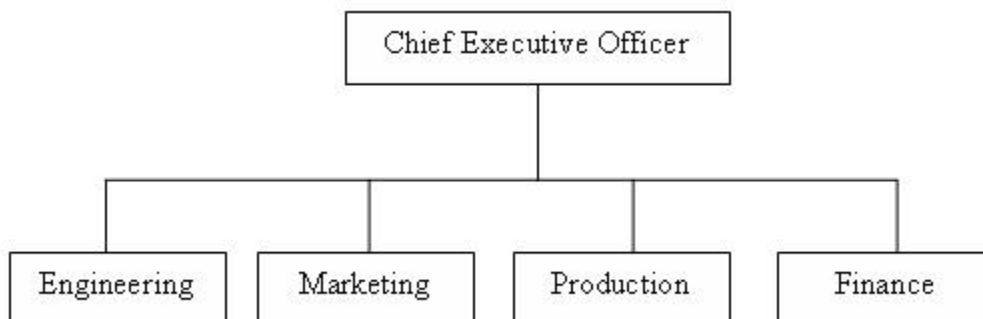 Chief Executive Officer
Engineering
Marketing
Production
Finance